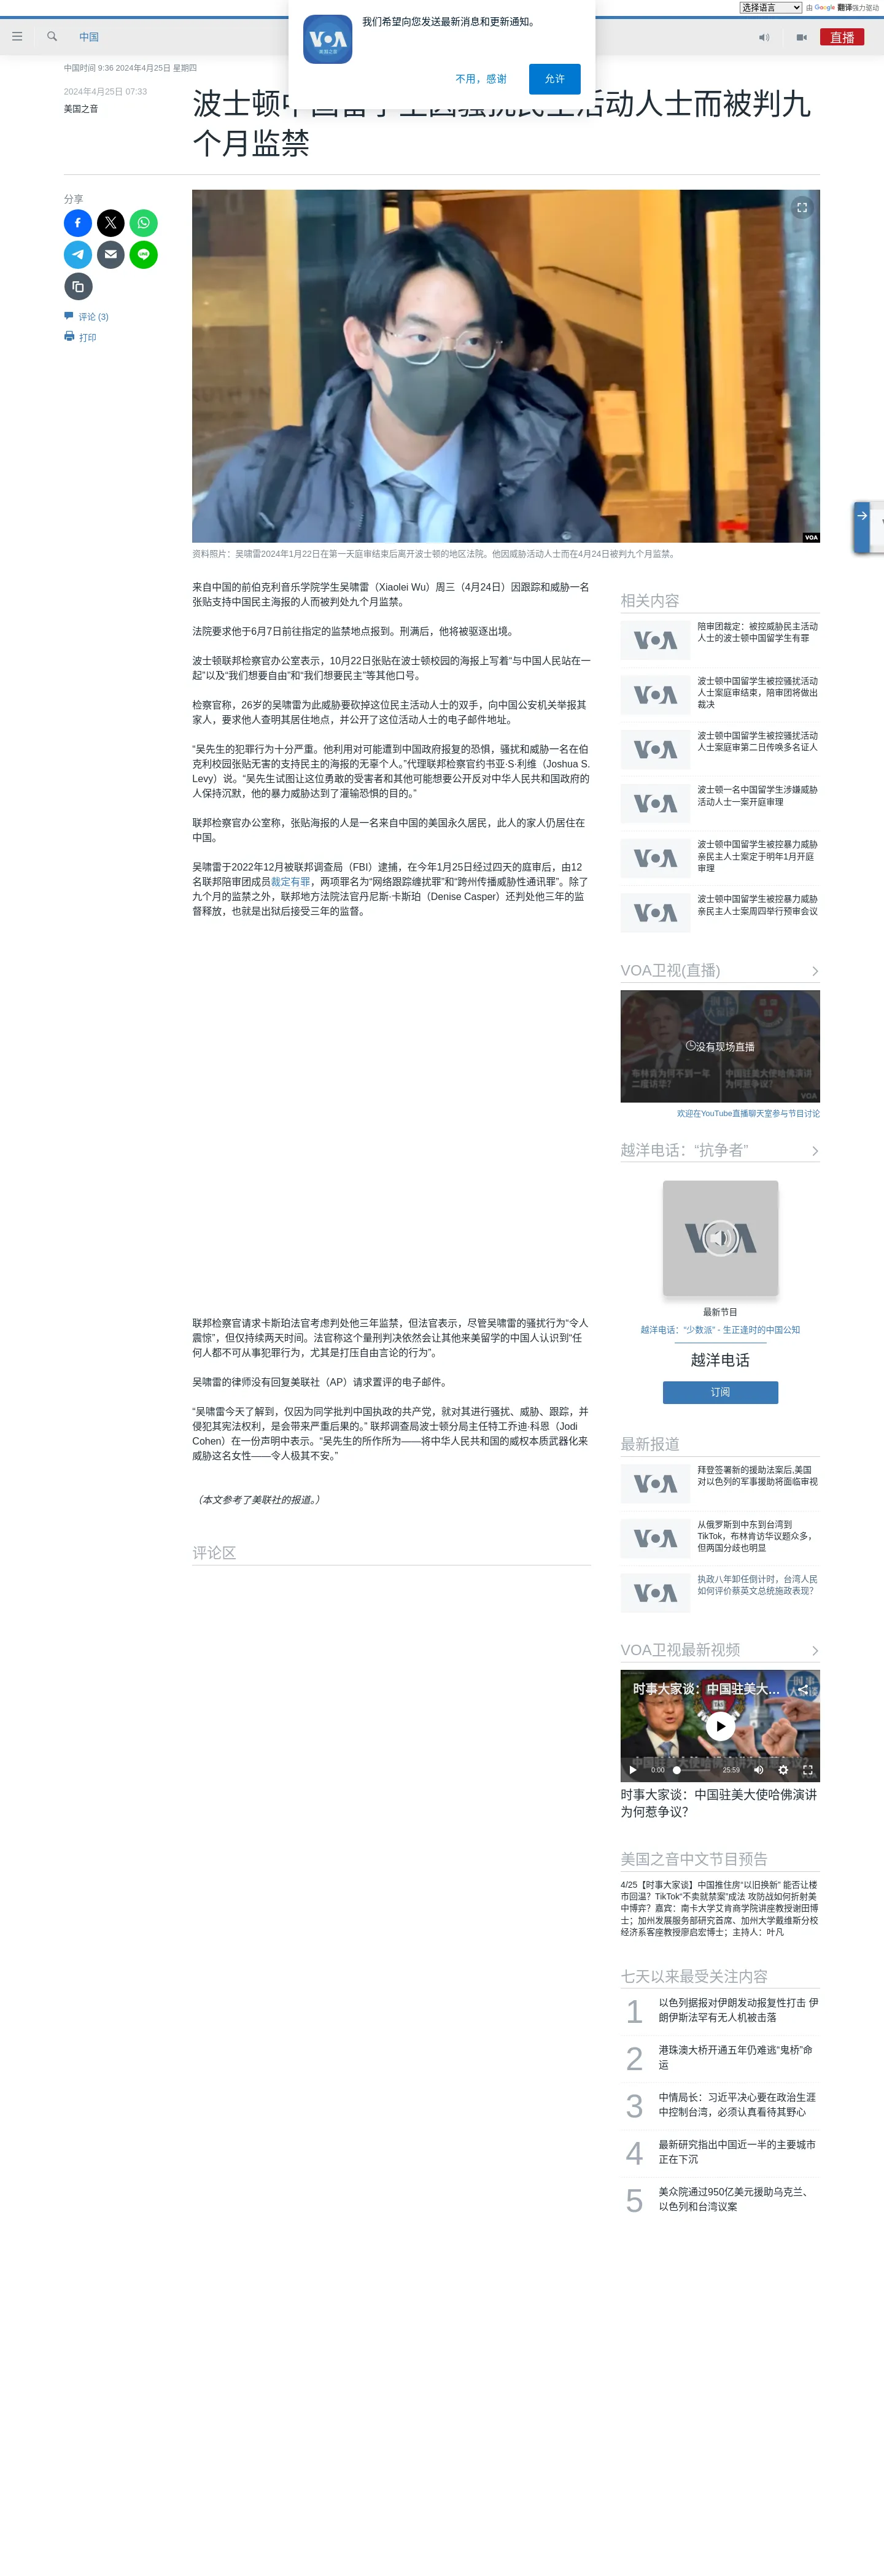 选择语言
由 Google 翻译强力驱动
中国
直播
VOA
美国之音
我们希望向您发送最新消息和更新通知。
不用，感谢
允许
中国时间 9:36 2024年4月25日 星期四
2024年4月25日 07:33
美国之音
波士顿中国留学生因骚扰民主活动人士而被判九
个月监禁
分享
评论 (3)
打印
VOA
资料照片：吴啸雷2024年1月22日在第一天庭审结束后离开波士顿的地区法院。他因威胁活动人士而在4月24日被判九个月监禁。
来自中国的前伯克利音乐学院学生吴啸雷（Xiaolei Wu）周三（4月24日）因跟踪和威胁一名
张贴支持中国民主海报的人而被判处九个月监禁。
法院要求他于6月7日前往指定的监禁地点报到。刑满后，他将被驱逐出境。
波士顿联邦检察官办公室表示，10月22日张贴在波士顿校园的海报上写着“与中国人民站在一
起”以及“我们想要自由”和“我们想要民主”等其他口号。
检察官称，26岁的吴啸雷为此威胁要砍掉这位民主活动人士的双手，向中国公安机关举报其
家人，要求他人查明其居住地点，并公开了这位活动人士的电子邮件地址。
“吴先生的犯罪行为十分严重。他利用对可能遭到中国政府报复的恐惧，骚扰和威胁一名在伯
克利校园张贴无害的支持民主的海报的无辜个人。”代理联邦检察官约书亚·S·利维（Joshua S.
Levy）说。“吴先生试图让这位勇敢的受害者和其他可能想要公开反对中华人民共和国政府的
人保持沉默，他的暴力威胁达到了灌输恐惧的目的。”
联邦检察官办公室称，张贴海报的人是一名来自中国的美国永久居民，此人的家人仍居住在
中国。
吴啸雷于2022年12月被联邦调查局（FBI）逮捕，在今年1月25日经过四天的庭审后，由12
名联邦陪审团成员裁定有罪，两项罪名为“网络跟踪缠扰罪”和“跨州传播威胁性通讯罪”。除了
九个月的监禁之外，联邦地方法院法官丹尼斯·卡斯珀（Denise Casper）还判处他三年的监
督释放，也就是出狱后接受三年的监督。
联邦检察官请求卡斯珀法官考虑判处他三年监禁，但法官表示，尽管吴啸雷的骚扰行为“令人
震惊”，但仅持续两天时间。法官称这个量刑判决依然会让其他来美留学的中国人认识到“任
何人都不可从事犯罪行为，尤其是打压自由言论的行为”。
吴啸雷的律师没有回复美联社（AP）请求置评的电子邮件。
“吴啸雷今天了解到，仅因为同学批判中国执政的共产党，就对其进行骚扰、威胁、跟踪，并
侵犯其宪法权利，是会带来严重后果的。” 联邦调查局波士顿分局主任特工乔迪·科恩（Jodi
Cohen）在一份声明中表示。“吴先生的所作所为——将中华人民共和国的威权本质武器化来
威胁这名女性——令人极其不安。”
（本文参考了美联社的报道。）
评论区
相关内容
VOA
陪审团裁定：被控威胁民主活动
人士的波士顿中国留学生有罪
VOA
波士顿中国留学生被控骚扰活动
人士案庭审结束，陪审团将做出
裁决
VOA
波士顿中国留学生被控骚扰活动
人士案庭审第二日传唤多名证人
VOA
波士顿一名中国留学生涉嫌威胁
活动人士一案开庭审理
VOA
波士顿中国留学生被控暴力威胁
亲民主人士案定于明年1月开庭
审理
VOA
波士顿中国留学生被控暴力威胁
亲民主人士案周四举行预审会议
VOA卫视(直播)
没有现场直播
布林肯为何不到一年
二度访华？
中国驻美大使哈佛演讲
为何惹争议？
VOA
欢迎在YouTube直播聊天室参与节目讨论
越洋电话：“抗争者”
最新节目
越洋电话：“少数派” - 生正逢时的中国公知
越洋电话
订阅
最新报道
VOA
拜登签署新的援助法案后,美国
对以色列的军事援助将面临审视
VOA
从俄罗斯到中东到台湾到
TikTok，布林肯访华议题众多，
但两国分歧也明显
VOA
执政八年卸任倒计时，台湾人民
如何评价蔡英文总统施政表现？
VOA卫视最新视频
时事大家谈：中国驻美大...
0:00
25:59
时事大家谈：中国驻美大使哈佛演讲
为何惹争议？
美国之音中文节目预告
4/25【时事大家谈】中国推住房“以旧换新” 能否让楼
市回温？TikTok“不卖就禁案”成法 攻防战如何折射美
中博弈？嘉宾：南卡大学艾肯商学院讲座教授谢田博
士；加州发展服务部研究首席、加州大学戴维斯分校
经济系客座教授廖启宏博士；主持人：叶凡
七天以来最受关注内容
1
以色列据报对伊朗发动报复性打击 伊
朗伊斯法罕有无人机被击落
2
港珠澳大桥开通五年仍难逃“鬼桥”命
运
3
中情局长：习近平决心要在政治生涯
中控制台湾，必须认真看待其野心
4
最新研究指出中国近一半的主要城市
正在下沉
5
美众院通过950亿美元援助乌克兰、
以色列和台湾议案